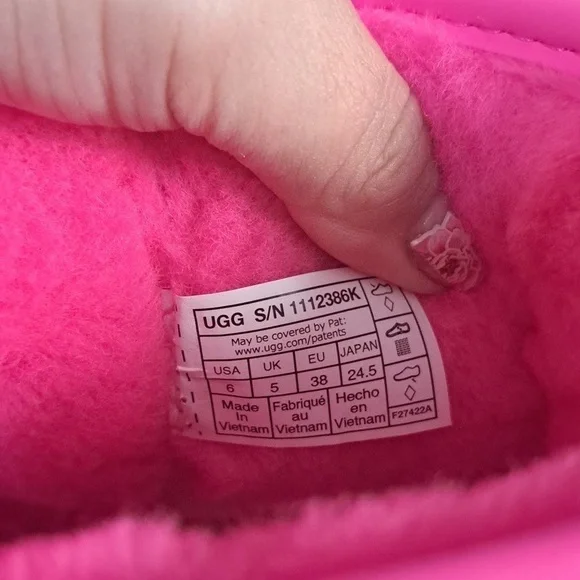 UGG S/N 1112386K
May be covered by Pat:
www.ugg.com/patents
USA UK EU JAPAN
6 5 38 24.5
Made In Vietnam
Fabriqué au Vietnam
Hecho en Vietnam
F27422A